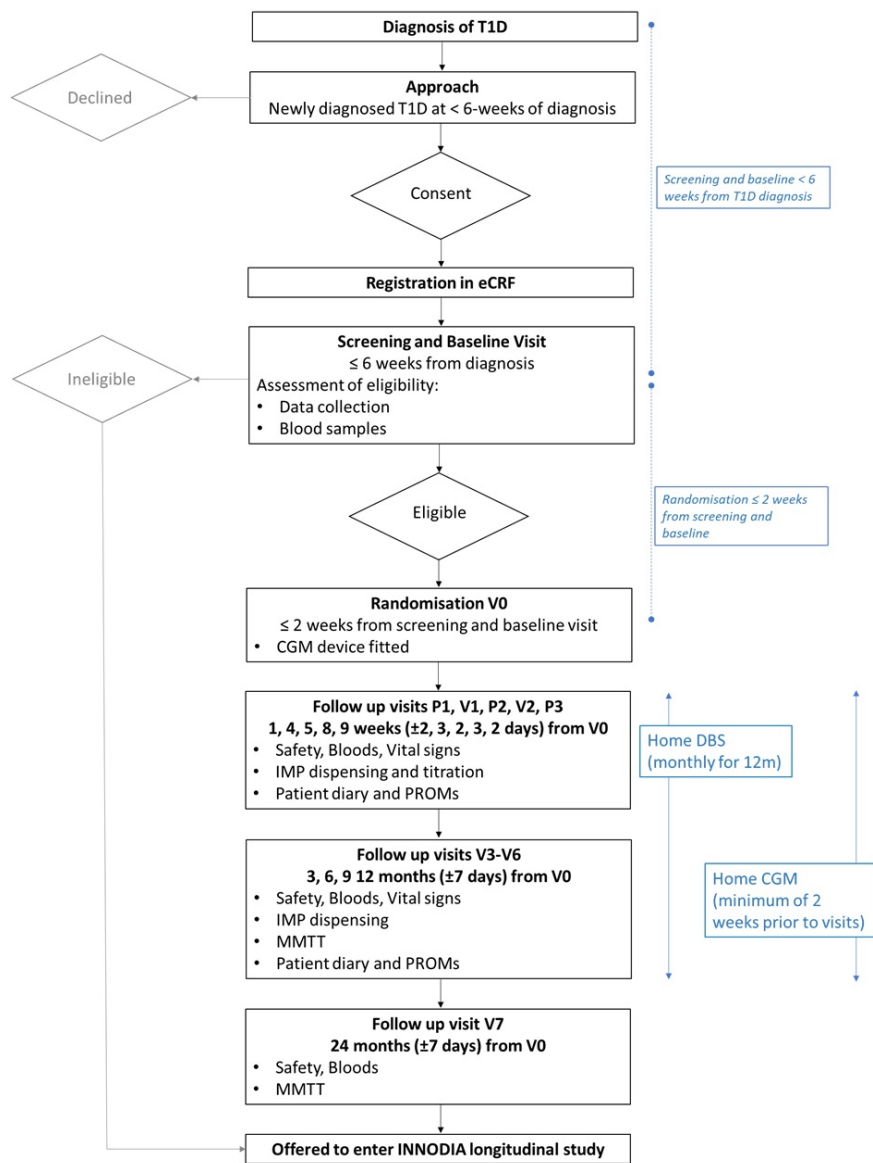 Diagnosis of T1D
Declined
Approach
Newly diagnosed T1D at < 6-weeks of diagnosis
Consent
Screening and baseline < 6
weeks from T1D diagnosis
Registration in eCRF
Screening and Baseline Visit
≤ 6 weeks from diagnosis
Assessment of eligibility:
• Data collection
• Blood samples
Ineligible
Eligible
Randomisation ≤ 2 weeks
from screening and
baseline
Randomisation V0
≤ 2 weeks from screening and baseline visit
• CGM device fitted
Follow up visits P1, V1, P2, V2, P3
1, 4, 5, 8, 9 weeks (±2, 3, 2, 3, 2 days) from V0
• Safety, Bloods, Vital signs
• IMP dispensing and titration
• Patient diary and PROMs
Home DBS
(monthly for 12m)
Follow up visits V3-V6
3, 6, 9 12 months (±7 days) from V0
• Safety, Bloods, Vital signs
• IMP dispensing
• MMTT
• Patient diary and PROMs
Home CGM
(minimum of 2
weeks prior to visits)
Follow up visit V7
24 months (±7 days) from V0
• Safety, Bloods
• MMTT
Offered to enter INNODIA longitudinal study